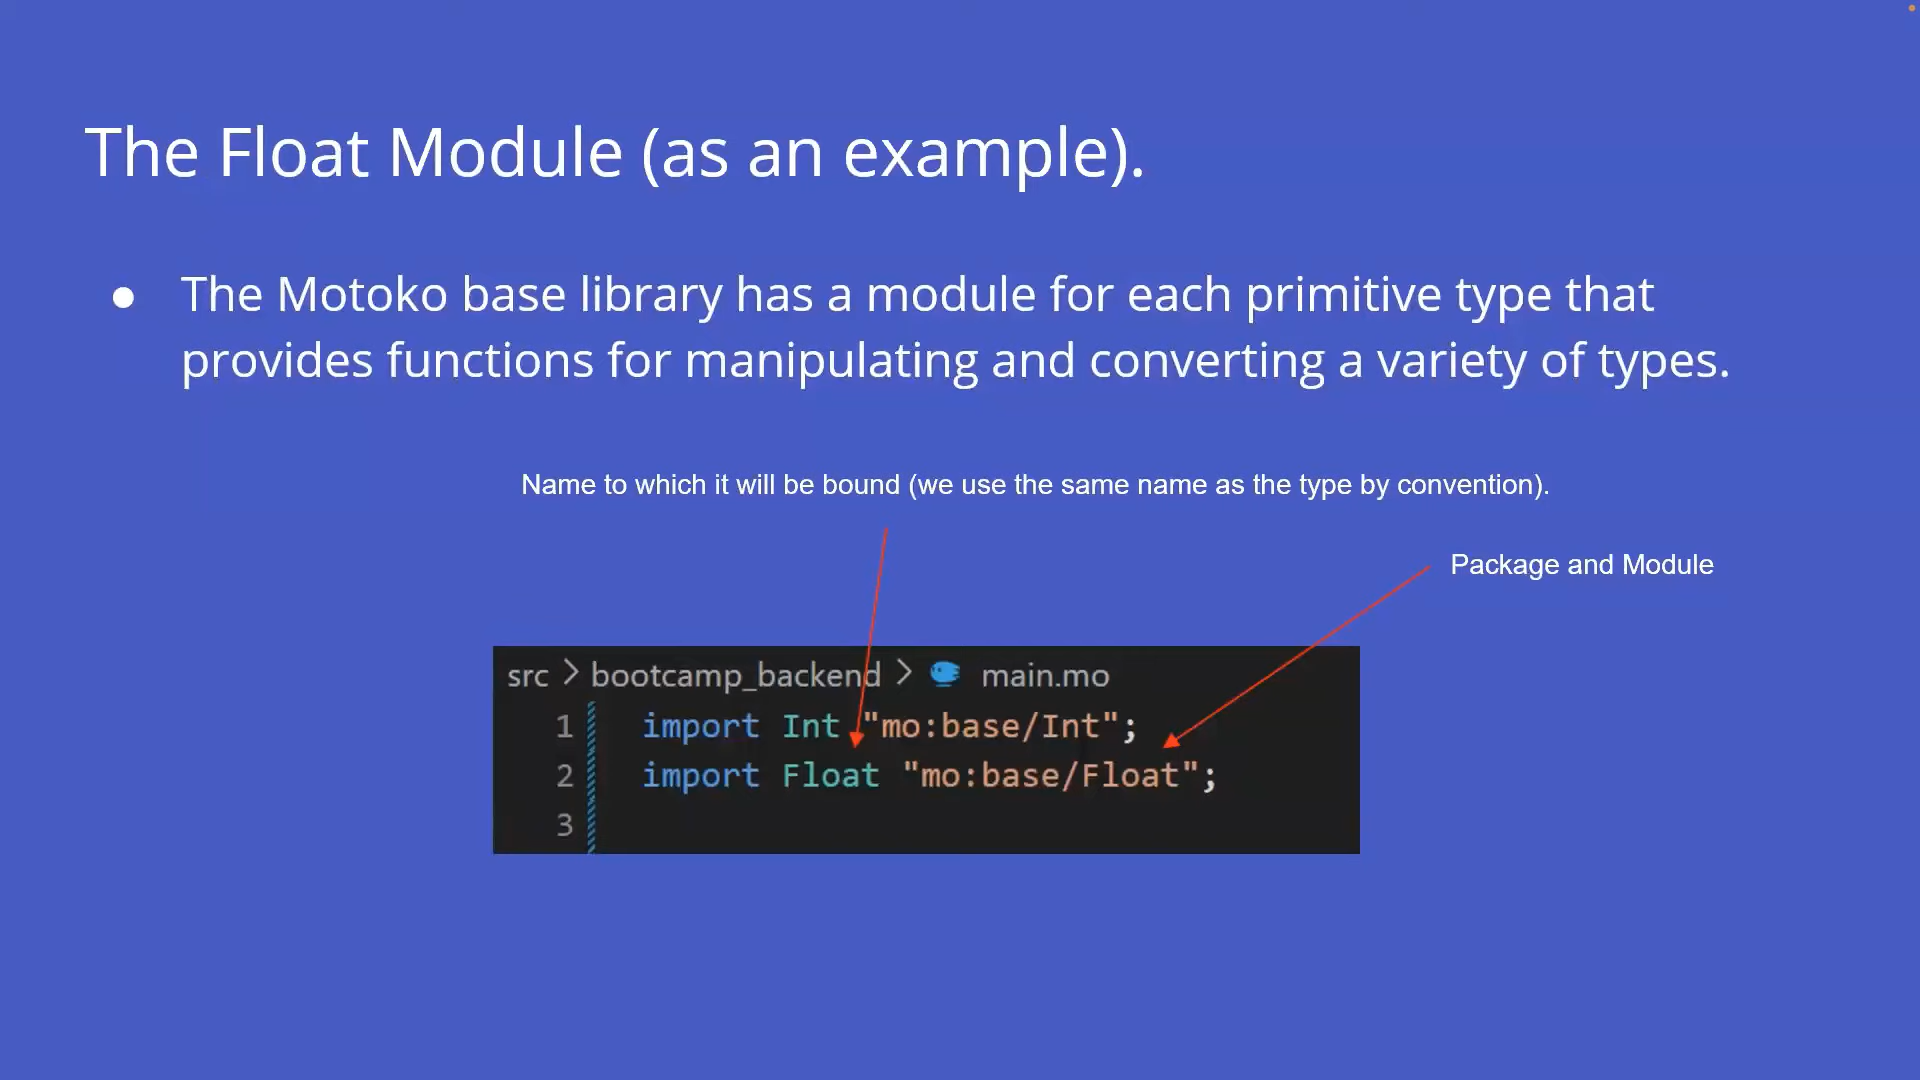 The Float Module (as an example).
● The Motoko base library has a module for each primitive type that
provides functions for manipulating and converting a variety of types.
Name to which it will be bound (we use the same name as the type by convention).
Package and Module
src > bootcamp_backend > main.mo
1 import Int "mo:base/Int";
2 import Float "mo:base/Float";
3